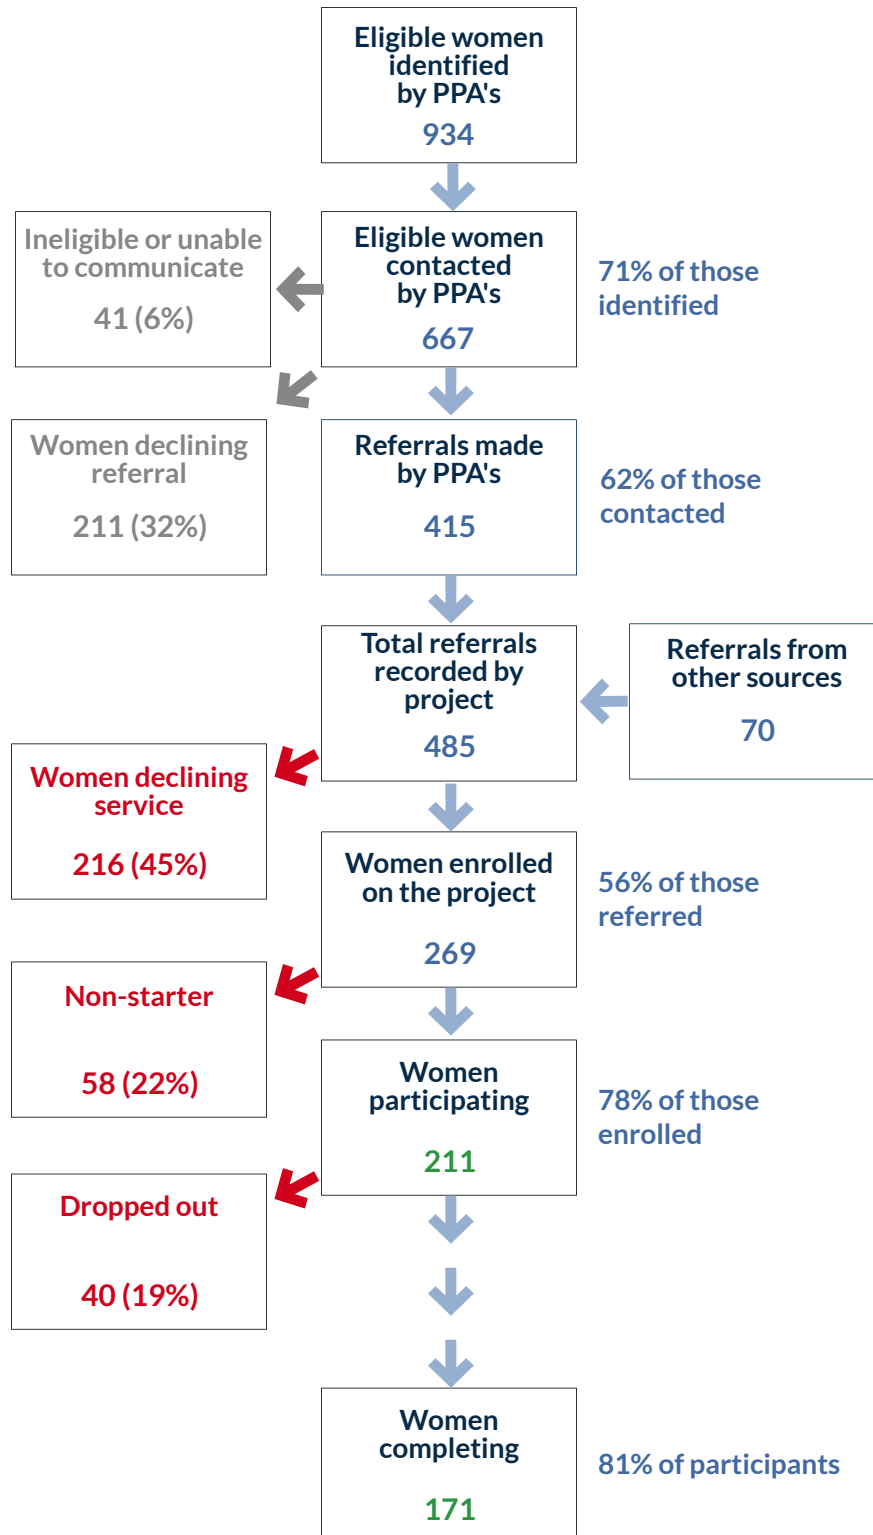 Eligible women
identified
by PPA's
934
Ineligible or unable
to communicate
41 (6%)
Eligible women
contacted
by PPA's
667
71% of those
identified
Women declining
referral
211 (32%)
Referrals made
by PPA's
415
62% of those
contacted
Total referrals
recorded by
project
485
Referrals from
other sources
70
Women declining
service
216 (45%)
Women enrolled
on the project
269
56% of those
referred
Non-starter
58 (22%)
Women
participating
211
78% of those
enrolled
Dropped out
40 (19%)
Women
completing
171
81% of participants